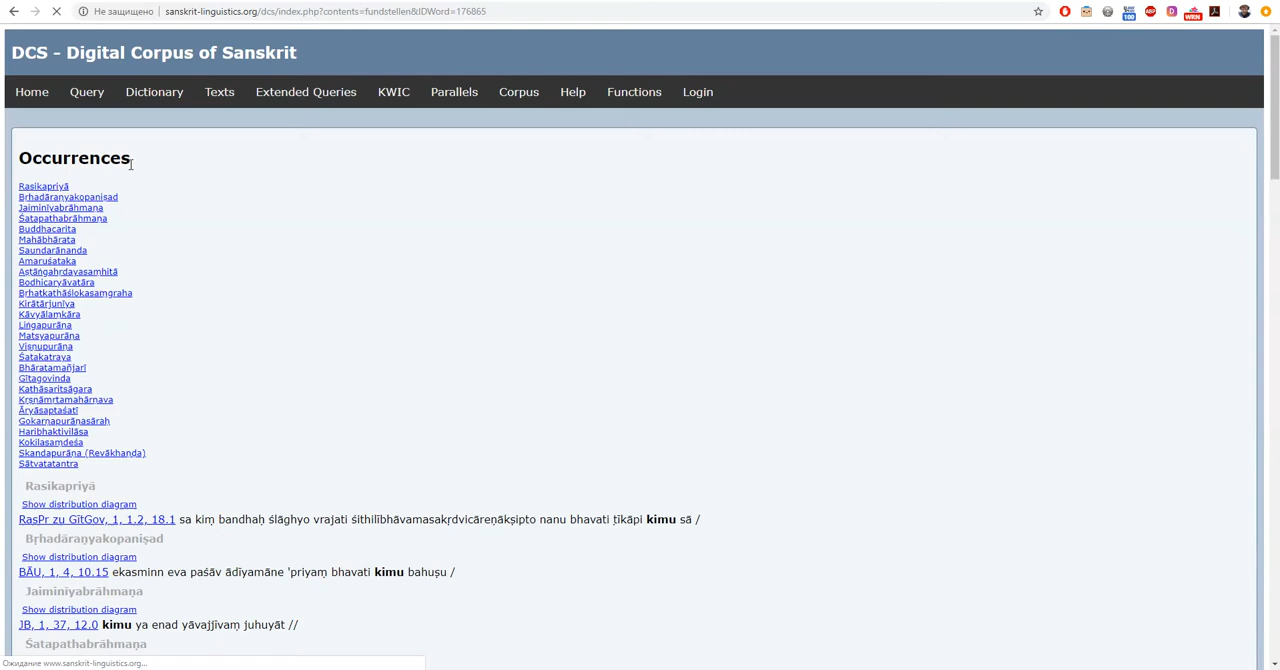 Не защищено | sanskrit-linguistics.org/dcs/index.php?contents=fundstellen&IDWord=176865
100
ABP
WRN
DCS - Digital Corpus of Sanskrit
Home Query Dictionary Texts Extended Queries KWIC Parallels Corpus Help Functions Login
Occurrences
Rasikapriyā
Bṛhadāraṇyakopaniṣad
Jaiminīyabrāhmaṇa
Śatapathabrāhmaṇa
Buddhacarita
Mahābhārata
Saundarānanda
Amaruśataka
Aṣṭāṅgahṛdayasaṃhitā
Bodhicaryāvatāra
Bṛhatkathāślokasaṃgraha
Kirātārjunīya
Kāvyālaṃkāra
Liṅgapurāṇa
Matsyapurāṇa
Viṣṇupurāṇa
Śatakatraya
Bhāratamañjarī
Gītagovinda
Kathāsaritsāgara
Kṛṣṇāmṛtamahārṇava
Āryāsaptaśatī
Gokarṇapurāṇasāraḥ
Haribhaktivilāsa
Kokilasaṃdeśa
Skandapurāṇa (Revākhaṇḍa)
Sātvatatantra
Rasikapriyā
Show distribution diagram
RasPr zu GītGov, 1, 1.2, 18.1 sa kiṃ bandhaḥ ślāghyo vrajati śithilībhāvamasakṛdvicāreṇākṣipto nanu bhavati ṭīkāpi kimu sā /
Bṛhadāraṇyakopaniṣad
Show distribution diagram
BĀU, 1, 4, 10.15 ekasminn eva paśāv ādīyamāne 'priyaṃ bhavati kimu bahuṣu /
Jaiminīyabrāhmaṇa
Show distribution diagram
JB, 1, 37, 12.0 kimu ya enad yāvajjīvaṃ juhuyāt //
Śatapathabrāhmaṇa
Ожидание www.sanskrit-linguistics.org...